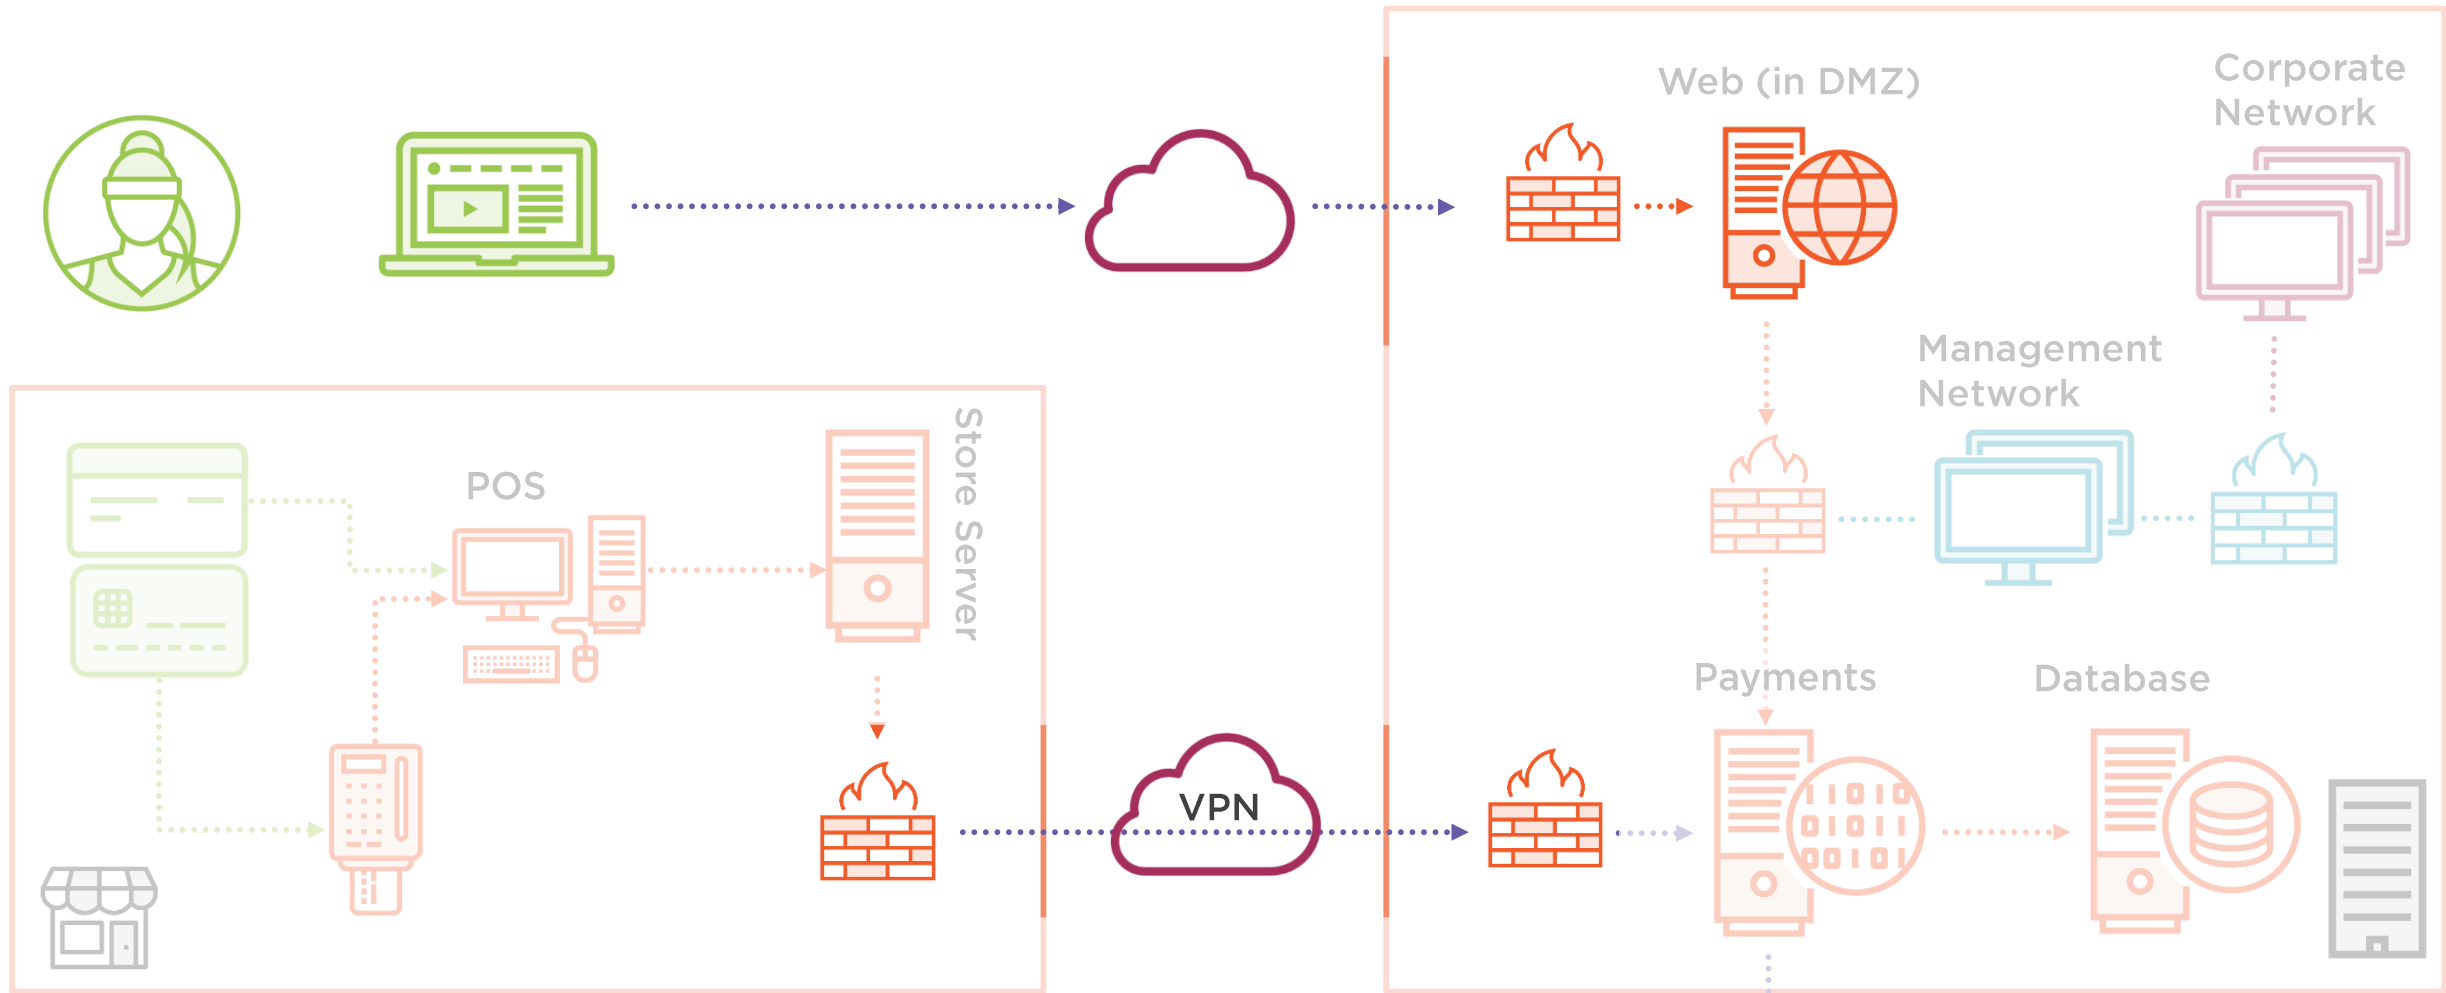 Web (in DMZ)
Corporate
Network
Management
Network
POS
Store Server
Payments
Database
VPN